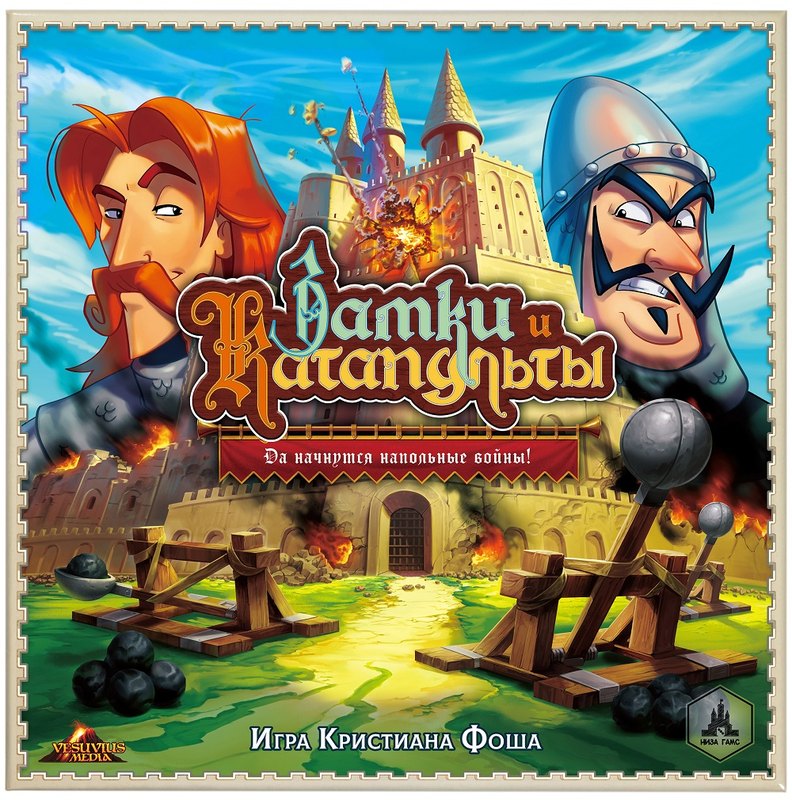 Замки и
Катапульты
Да начнутся напольные войны!
Игра Кристиана Фоша
VESUVIUS
MEDIA
НИЗА ГАМС